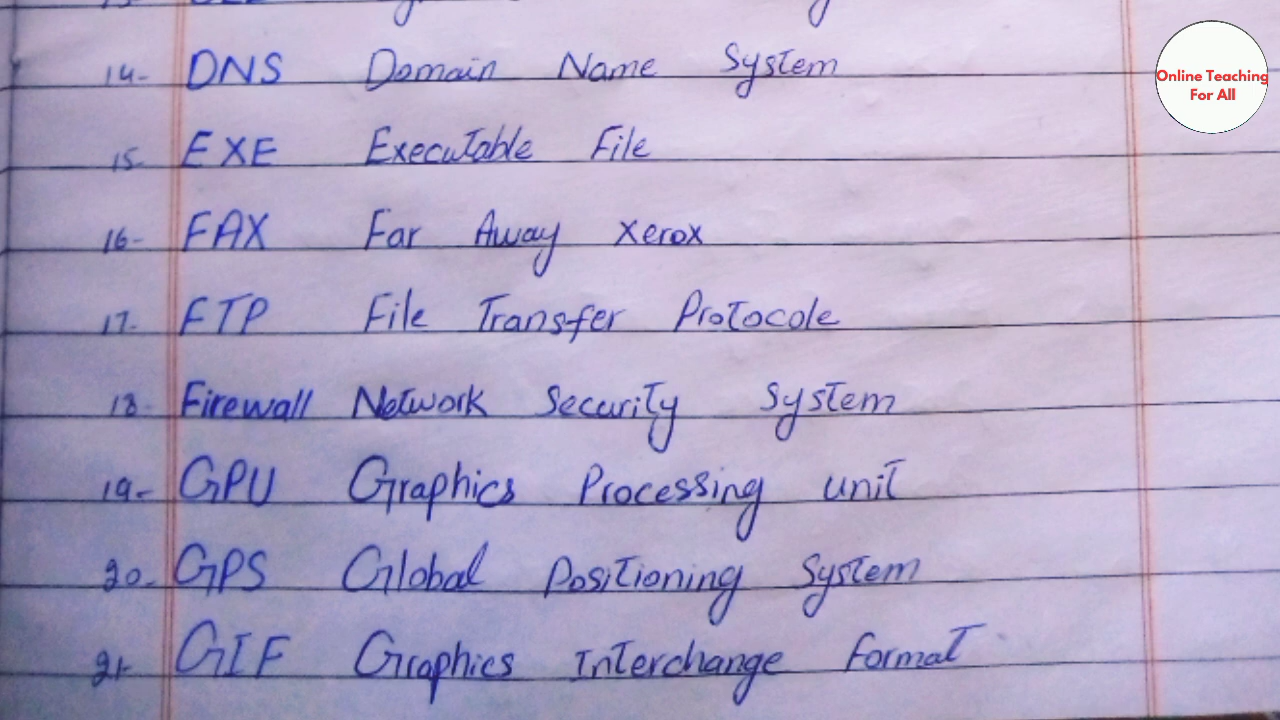 14- DNS Domain Name System
Online Teaching
For All
15- EXE Executable File
16- FAX Far Away Xerox
17- FTP File Transfer Protocole
18- Firewall Network Security System
19- GPU Graphics Processing unit
20- GPS Global Positioning System
21- GIF Graphics Interchange Format